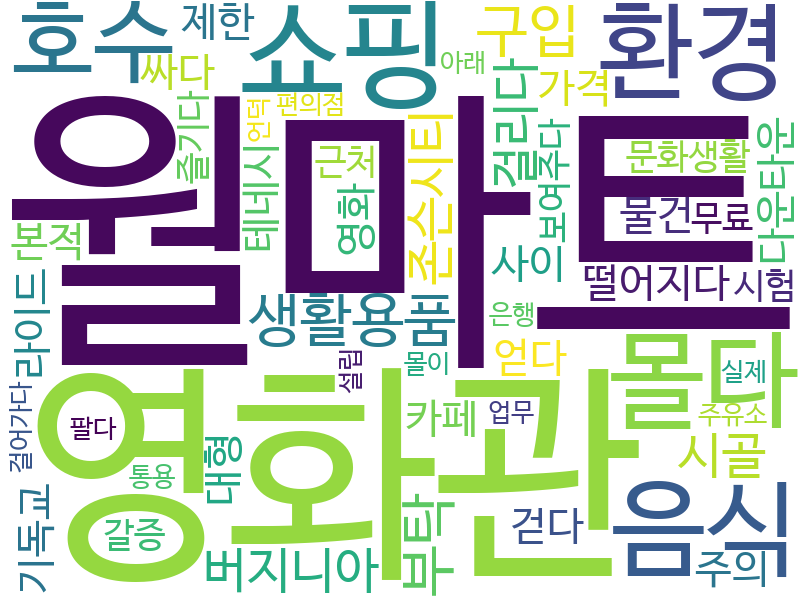 호수
제한
쇼핑
구입
환경
싸다
아래
가격
월마트
즐기다
언덕
편의점
테네시
근처
영화
존슨시티
걸리다
보여주다
문화생활
다운타운
물건
무료
본적
사이
떨어지다
시험
라이드
생활용품
은행
얻다
몰다
실제
설립
몰이
걸어가다
영화관
팔다
카페
업무
주유소
시골
대형
통용
기독교
갈증
부탁
걷다
음식
버지니아
주의